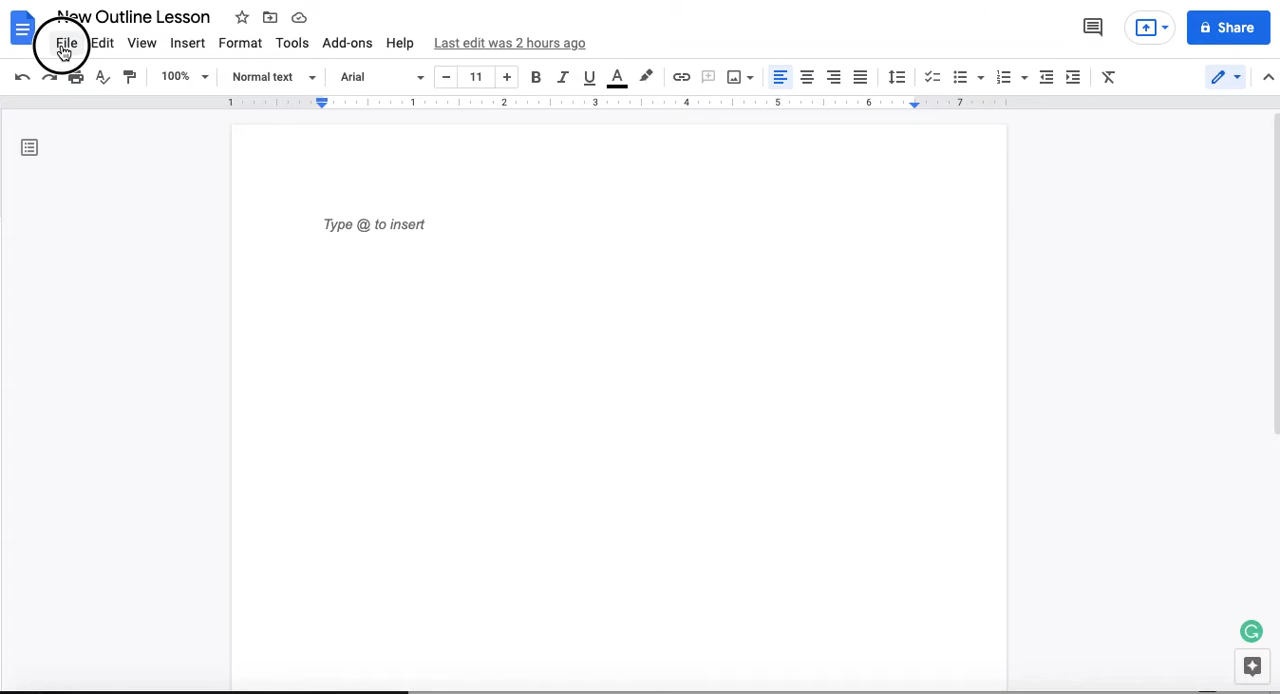 New Outline Lesson
File Edit View Insert Format Tools Add-ons Help Last edit was 2 hours ago
Share
100% Normal text Arial 11 B I U A
1 1 2 3 4 5 6 7
Type @ to insert